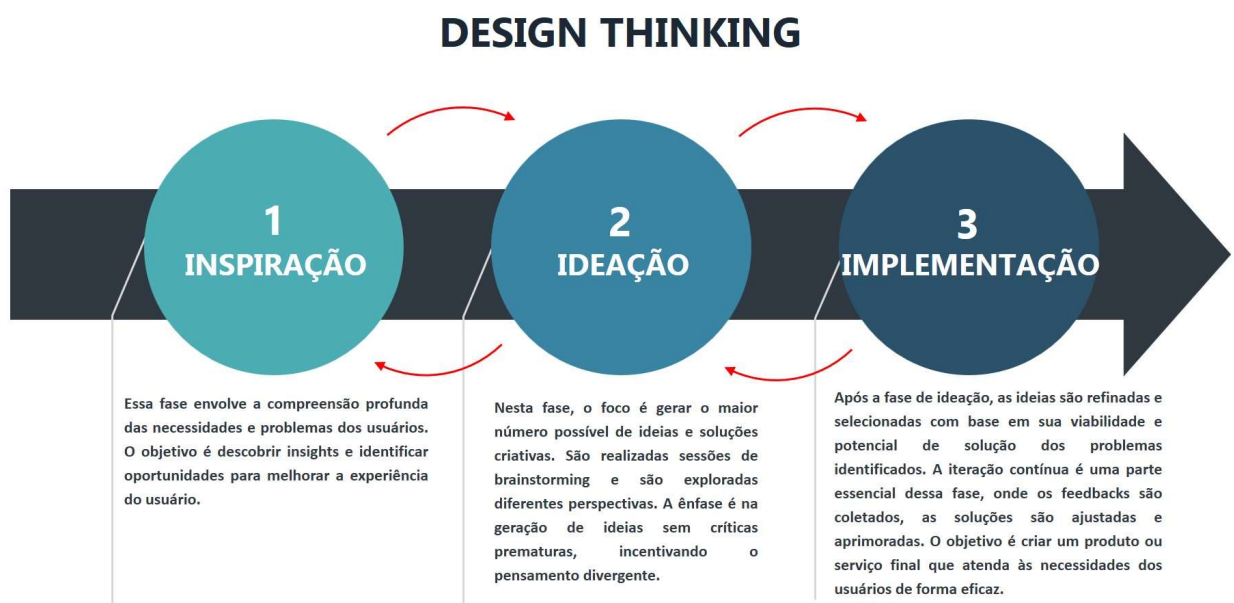 DESIGN THINKING
1
INSPIRAÇÃO
2
IDEAÇÃO
3
IMPLEMENTAÇÃO
Essa fase envolve a compreensão profunda
das necessidades e problemas dos usuários.
O objetivo é descobrir insights e identificar
oportunidades para melhorar a experiência
do usuário.
Nesta fase, o foco é gerar o maior
número possível de ideias e soluções
criativas. São realizadas sessões de
brainstorming e são exploradas
diferentes perspectivas. A ênfase é na
geração de ideias sem críticas
prematuras, incentivando o
pensamento divergente.
Após a fase de ideação, as ideias são refinadas e
selecionadas com base em sua viabilidade e
potencial de solução dos problemas
identificados. A iteração contínua é uma parte
essencial dessa fase, onde os feedbacks são
coletados, as soluções são ajustadas e
aprimoradas. O objetivo é criar um produto ou
serviço final que atenda às necessidades dos
usuários de forma eficaz.